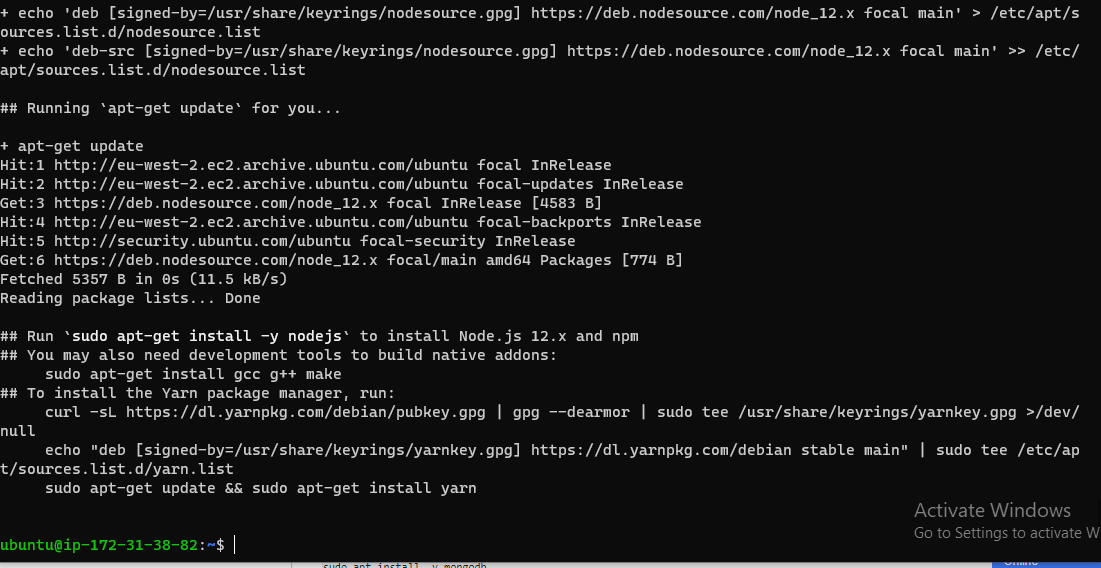 + echo 'deb [signed-by=/usr/share/keyrings/nodesource.gpg] https://deb.nodesource.com/node_12.x focal main' > /etc/apt/s
ources.list.d/nodesource.list
+ echo 'deb-src [signed-by=/usr/share/keyrings/nodesource.gpg] https://deb.nodesource.com/node_12.x focal main' >> /etc/
apt/sources.list.d/nodesource.list

## Running `apt-get update` for you...

+ apt-get update
Hit:1 http://eu-west-2.ec2.archive.ubuntu.com/ubuntu focal InRelease
Hit:2 http://eu-west-2.ec2.archive.ubuntu.com/ubuntu focal-updates InRelease
Get:3 https://deb.nodesource.com/node_12.x focal InRelease [4583 B]
Hit:4 http://eu-west-2.ec2.archive.ubuntu.com/ubuntu focal-backports InRelease
Hit:5 http://security.ubuntu.com/ubuntu focal-security InRelease
Get:6 https://deb.nodesource.com/node_12.x focal/main amd64 Packages [774 B]
Fetched 5357 B in 0s (11.5 kB/s)
Reading package lists... Done

## Run `sudo apt-get install -y nodejs` to install Node.js 12.x and npm
## You may also need development tools to build native addons:
     sudo apt-get install gcc g++ make
## To install the Yarn package manager, run:
     curl -sL https://dl.yarnpkg.com/debian/pubkey.gpg | gpg --dearmor | sudo tee /usr/share/keyrings/yarnkey.gpg >/dev/
null
     echo "deb [signed-by=/usr/share/keyrings/yarnkey.gpg] https://dl.yarnpkg.com/debian stable main" | sudo tee /etc/ap
t/sources.list.d/yarn.list
     sudo apt-get update && sudo apt-get install yarn

Activate Windows
Go to Settings to activate W
ubuntu@ip-172-31-38-82:~$
sudo apt install -y mongodb
Online